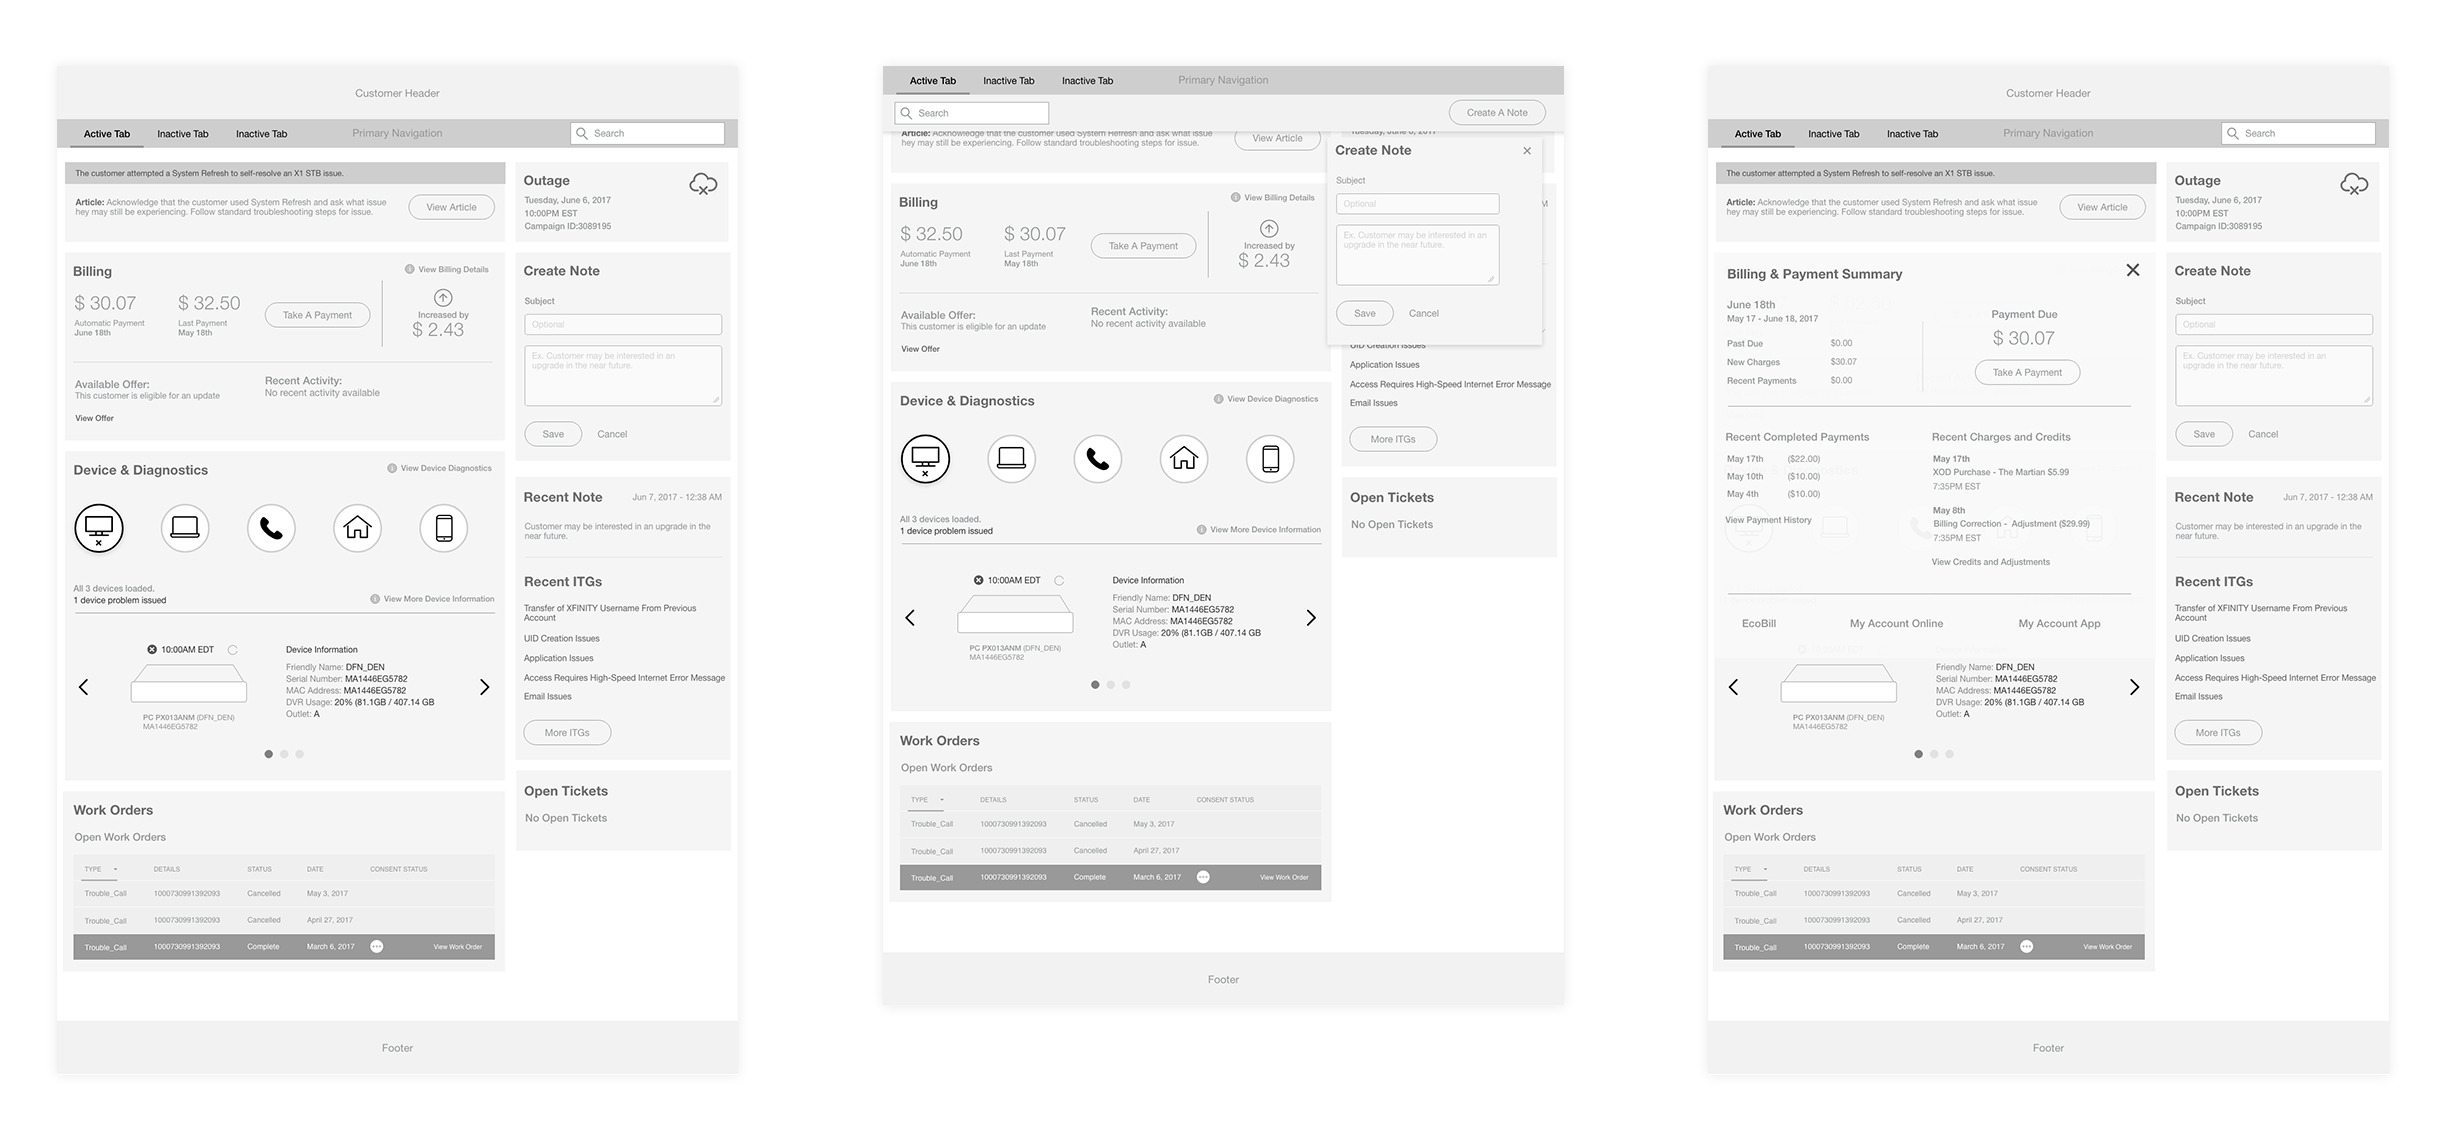 Customer Header
Active Tab
Inactive Tab
Inactive Tab
Primary Navigation
Search
The customer attempted a System Refresh to self-resolve an X1 STB issue.
Article: Acknowledge that the customer used System Refresh and ask what issue
hey may still be experiencing. Follow standard troubleshooting steps for issue.
View Article
Outage
Tuesday, June 6, 2017
10:00PM EST
Campaign ID:3089195
Billing
View Billing Details
$ 30.07
Automatic Payment
June 18th
$ 32.50
Last Payment
May 18th
Take A Payment
Increased by
$ 2.43
Available Offer:
This customer is eligible for an update
View Offer
Recent Activity:
No recent activity available
Create Note
Subject
Optional
Ex. Customer may be interested in an
upgrade in the near future.
Save
Cancel
Device & Diagnostics
View Device Diagnostics
All 3 devices loaded.
1 device problem issued
View More Device Information
10:00AM EDT
PC PX013ANM (DFN_DEN)
MA1446EG5782
Device Information
Friendly Name: DFN_DEN
Serial Number: MA1446EG5782
MAC Address: MA1446EG5782
DVR Usage: 20% (81.1GB / 407.14 GB
Outlet: A
Recent Note
Jun 7, 2017 - 12:38 AM
Customer may be interested in an upgrade in the
near future.
Recent ITGs
Transfer of XFINITY Username From Previous
Account
UID Creation Issues
Application Issues
Access Requires High-Speed Internet Error Message
Email Issues
More ITGs
Open Tickets
No Open Tickets
Work Orders
Open Work Orders
TYPE DETAILS STATUS DATE CONSENT STATUS
Trouble_Call 1000730991392093 Cancelled May 3, 2017
Trouble_Call 1000730991392093 Cancelled April 27, 2017
Trouble_Call 1000730991392093 Complete March 6, 2017 View Work Order
Footer
Active Tab
Inactive Tab
Inactive Tab
Primary Navigation
Search
Create A Note
Article: Acknowledge that the customer used System Refresh and ask what issue
hey may still be experiencing. Follow standard troubleshooting steps for issue.
View Article
Tuesday, June 6, 2017
Create Note
Subject
Optional
Ex. Customer may be interested in an
upgrade in the near future.
Save
Cancel
M
Billing
View Billing Details
$ 32.50
Automatic Payment
June 18th
$ 30.07
Last Payment
May 18th
Take A Payment
Increased by
$ 2.43
Available Offer:
This customer is eligible for an update
View Offer
Recent Activity:
No recent activity available
UID Creation Issues
Application Issues
Access Requires High-Speed Internet Error Message
Email Issues
More ITGs
Device & Diagnostics
View Device Diagnostics
All 3 devices loaded.
1 device problem issued
View More Device Information
10:00AM EDT
PC PX013ANM (DFN_DEN)
MA1446EG5782
Device Information
Friendly Name: DFN_DEN
Serial Number: MA1446EG5782
MAC Address: MA1446EG5782
DVR Usage: 20% (81.1GB / 407.14 GB
Outlet: A
Open Tickets
No Open Tickets
Work Orders
Open Work Orders
TYPE DETAILS STATUS DATE CONSENT STATUS
Trouble_Call 1000730991392093 Cancelled May 3, 2017
Trouble_Call 1000730991392093 Cancelled April 27, 2017
Trouble_Call 1000730991392093 Complete March 6, 2017 View Work Order
Footer
Customer Header
Active Tab
Inactive Tab
Inactive Tab
Primary Navigation
Search
The customer attempted a System Refresh to self-resolve an X1 STB issue.
Article: Acknowledge that the customer used System Refresh and ask what issue
hey may still be experiencing. Follow standard troubleshooting steps for issue.
View Article
Outage
Tuesday, June 6, 2017
10:00PM EST
Campaign ID:3089195
Billing & Payment Summary
June 18th
May 17 - June 18, 2017
Past Due $0.00
New Charges $30.07
Recent Payments $0.00
Payment Due
$ 30.07
Take A Payment
Recent Completed Payments
May 17th ($22.00)
May 10th ($10.00)
May 4th ($10.00)
View Payment History
Recent Charges and Credits
May 17th
XOD Purchase - The Martian $5.99
7:35PM EST
May 8th
Billing Correction - Adjustment ($29.99)
7:35PM EST
View Credits and Adjustments
EcoBill
My Account Online
My Account App
PC PX013ANM (DFN_DEN)
MA1446EG5782
Friendly Name: DFN_DEN
Serial Number: MA1446EG5782
MAC Address: MA1446EG5782
DVR Usage: 20% (81.1GB / 407.14 GB
Outlet: A
Create Note
Subject
Optional
Ex. Customer may be interested in an
upgrade in the near future.
Save
Cancel
Recent Note
Jun 7, 2017 - 12:38 AM
Customer may be interested in an upgrade in the
near future.
Recent ITGs
Transfer of XFINITY Username From Previous
Account
UID Creation Issues
Application Issues
Access Requires High-Speed Internet Error Message
Email Issues
More ITGs
Open Tickets
No Open Tickets
Work Orders
Open Work Orders
TYPE DETAILS STATUS DATE CONSENT STATUS
Trouble_Call 1000730991392093 Cancelled May 3, 2017
Trouble_Call 1000730991392093 Cancelled April 27, 2017
Trouble_Call 1000730991392093 Complete March 6, 2017 View Work Order
Footer